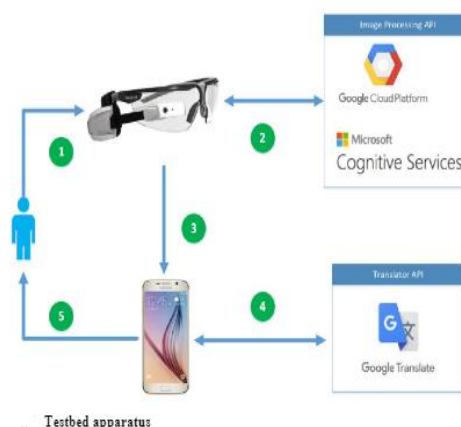 Image Processing API
Google Cloud Platform
Microsoft
Cognitive Services
1
2
3
Translator API
4
5
G 文
Google Translate
Testbed apparatus